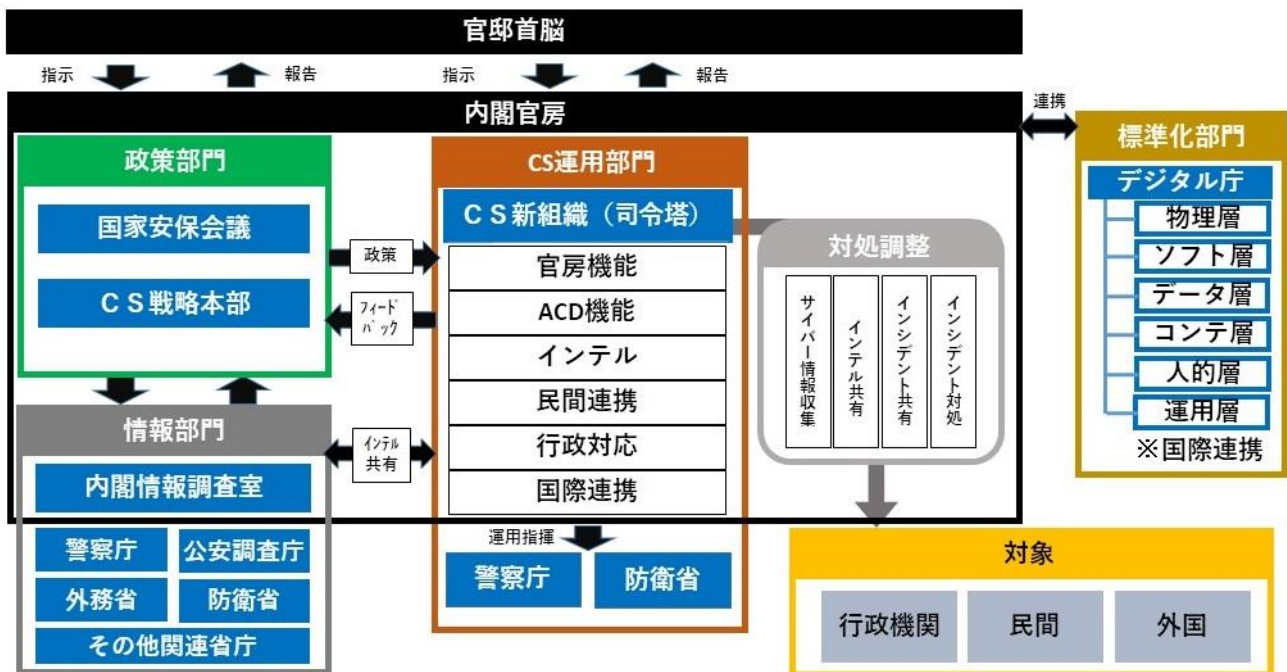 官邸首脳
指示
報告
指示
報告
内閣官房
連携
政策部門
国家安保会議
ＣＳ戦略本部
政策
フィード
バック
情報部門
内閣情報調査室
警察庁
公安調査庁
外務省
防衛省
その他関連省庁
ｲﾝﾃﾙ
共有
CS運用部門
ＣＳ新組織（司令塔）
官房機能
ACD機能
インテル
民間連携
行政対応
国際連携
運用指揮
警察庁
防衛省
対処調整
サイバー情報収集
インテル共有
インシデント共有
インシデント対処
標準化部門
デジタル庁
物理層
ソフト層
データ層
コンテ層
人的層
運用層
※国際連携
対象
行政機関
民間
外国